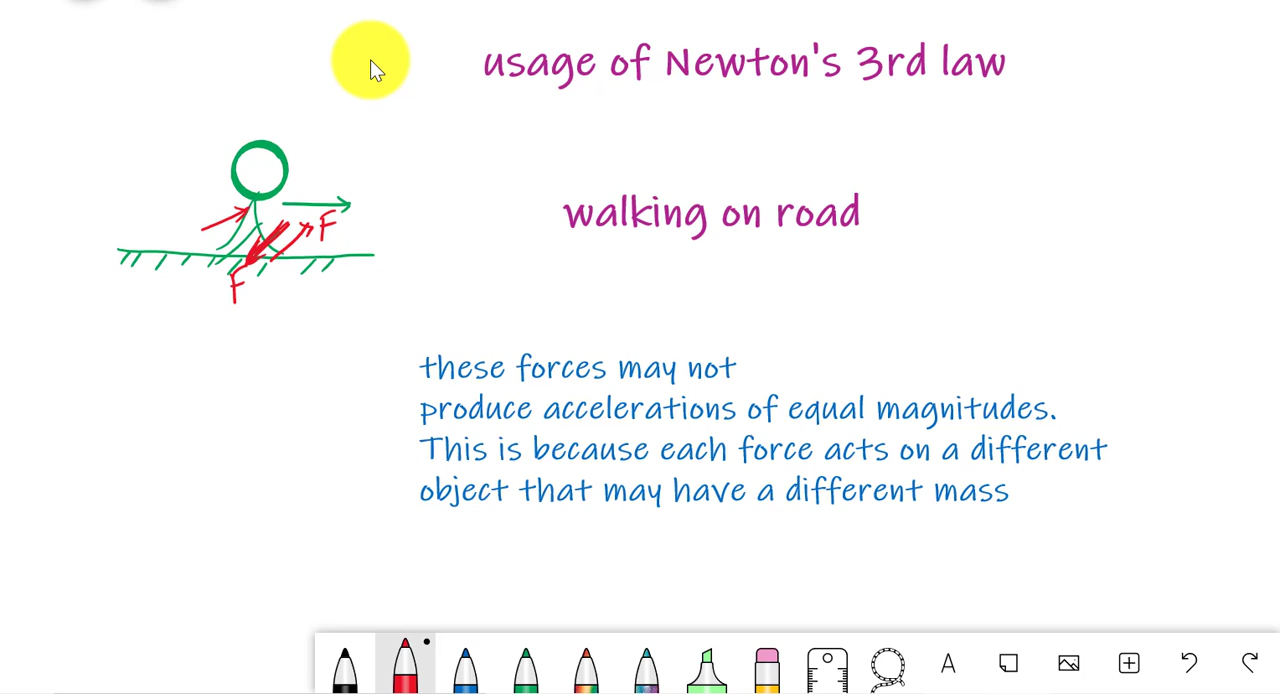 usage of Newton's 3rd law
walking on road
F
F
these forces may not
produce accelerations of equal magnitudes.
This is because each force acts on a different
object that may have a different mass
A